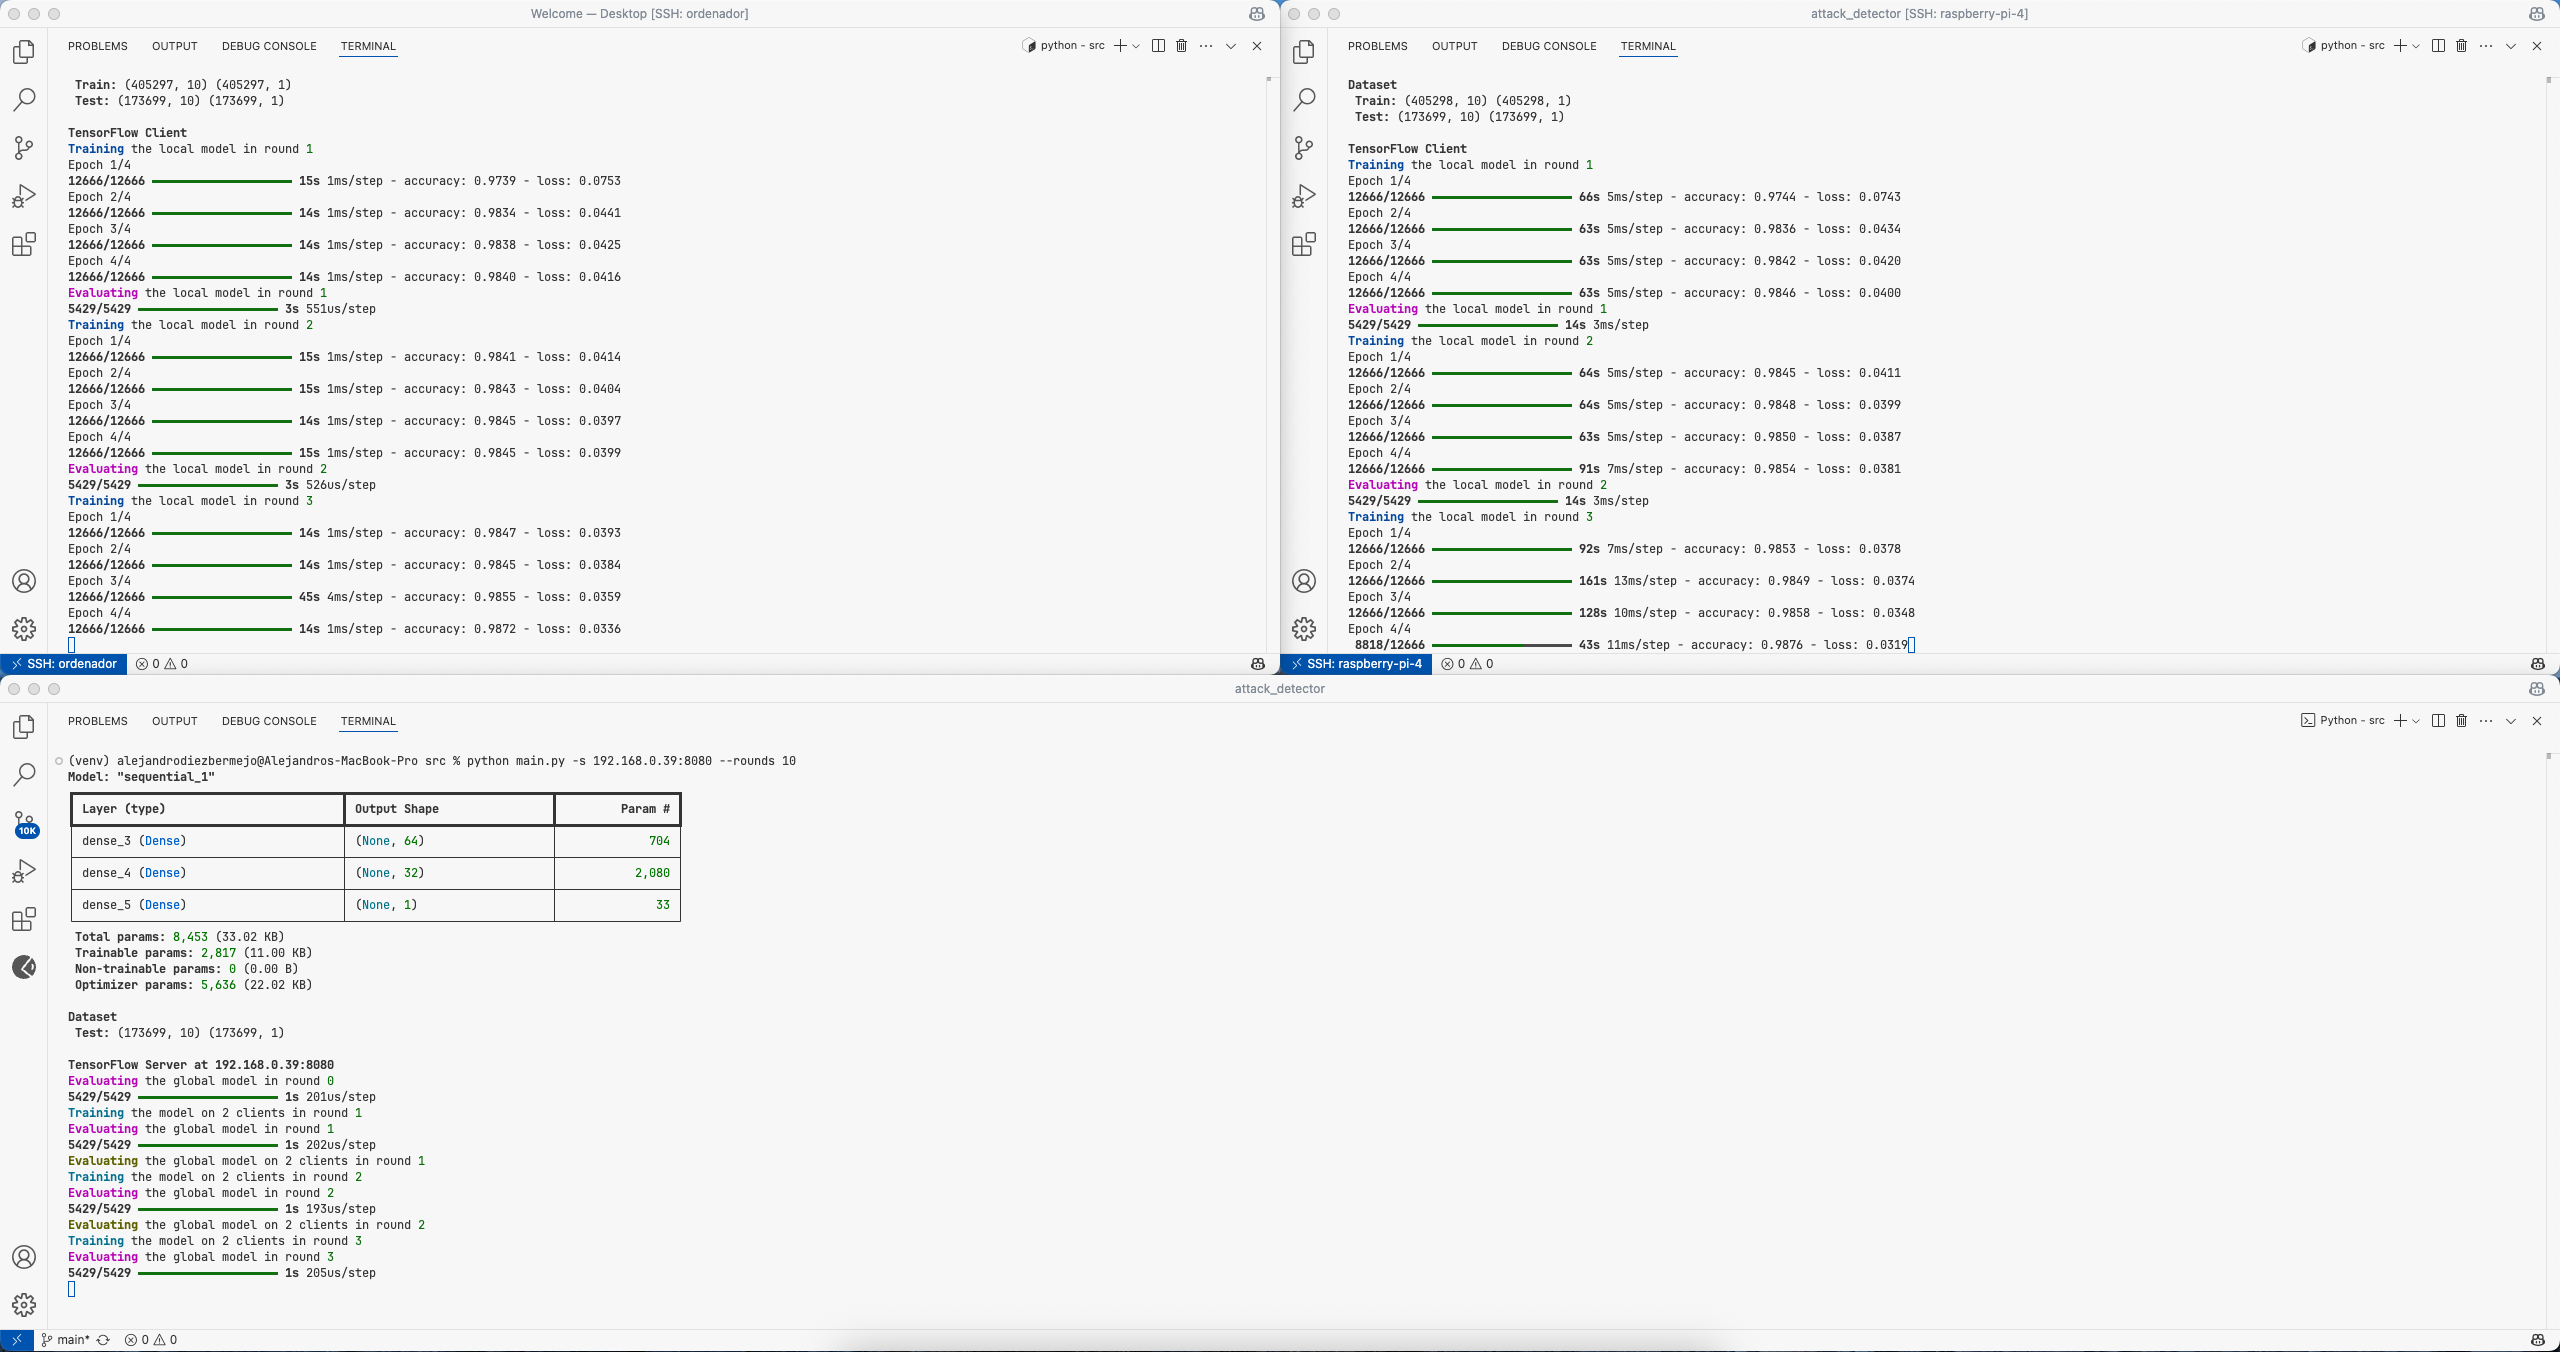 Welcome — Desktop [SSH: ordenador]
PROBLEMS OUTPUT DEBUG CONSOLE TERMINAL
python - src
Train: (405297, 10) (405297, 1)
Test: (173699, 10) (173699, 1)
TensorFlow Client
Training the local model in round 1
Epoch 1/4
12666/12666 15s 1ms/step - accuracy: 0.9739 - loss: 0.0753
Epoch 2/4
12666/12666 14s 1ms/step - accuracy: 0.9834 - loss: 0.0441
Epoch 3/4
12666/12666 14s 1ms/step - accuracy: 0.9838 - loss: 0.0425
Epoch 4/4
12666/12666 14s 1ms/step - accuracy: 0.9840 - loss: 0.0416
Evaluating the local model in round 1
5429/5429 3s 551us/step
Training the local model in round 2
Epoch 1/4
12666/12666 15s 1ms/step - accuracy: 0.9841 - loss: 0.0414
Epoch 2/4
12666/12666 15s 1ms/step - accuracy: 0.9843 - loss: 0.0404
Epoch 3/4
12666/12666 14s 1ms/step - accuracy: 0.9845 - loss: 0.0397
Epoch 4/4
12666/12666 15s 1ms/step - accuracy: 0.9845 - loss: 0.0399
Evaluating the local model in round 2
5429/5429 3s 526us/step
Training the local model in round 3
Epoch 1/4
12666/12666 14s 1ms/step - accuracy: 0.9847 - loss: 0.0393
Epoch 2/4
12666/12666 14s 1ms/step - accuracy: 0.9845 - loss: 0.0384
Epoch 3/4
12666/12666 45s 4ms/step - accuracy: 0.9855 - loss: 0.0359
Epoch 4/4
12666/12666 14s 1ms/step - accuracy: 0.9872 - loss: 0.0336
SSH: ordenador 0 0
attack_detector [SSH: raspberry-pi-4]
PROBLEMS OUTPUT DEBUG CONSOLE TERMINAL
python - src
Dataset
Train: (405298, 10) (405298, 1)
Test: (173699, 10) (173699, 1)
TensorFlow Client
Training the local model in round 1
Epoch 1/4
12666/12666 66s 5ms/step - accuracy: 0.9744 - loss: 0.0743
Epoch 2/4
12666/12666 63s 5ms/step - accuracy: 0.9836 - loss: 0.0434
Epoch 3/4
12666/12666 63s 5ms/step - accuracy: 0.9842 - loss: 0.0420
Epoch 4/4
12666/12666 63s 5ms/step - accuracy: 0.9846 - loss: 0.0400
Evaluating the local model in round 1
5429/5429 14s 3ms/step
Training the local model in round 2
Epoch 1/4
12666/12666 64s 5ms/step - accuracy: 0.9845 - loss: 0.0411
Epoch 2/4
12666/12666 64s 5ms/step - accuracy: 0.9848 - loss: 0.0399
Epoch 3/4
12666/12666 63s 5ms/step - accuracy: 0.9850 - loss: 0.0387
Epoch 4/4
12666/12666 91s 7ms/step - accuracy: 0.9854 - loss: 0.0381
Evaluating the local model in round 2
5429/5429 14s 3ms/step
Training the local model in round 3
Epoch 1/4
12666/12666 92s 7ms/step - accuracy: 0.9853 - loss: 0.0378
Epoch 2/4
12666/12666 161s 13ms/step - accuracy: 0.9849 - loss: 0.0374
Epoch 3/4
12666/12666 128s 10ms/step - accuracy: 0.9858 - loss: 0.0348
Epoch 4/4
8818/12666 43s 11ms/step - accuracy: 0.9876 - loss: 0.0319
SSH: raspberry-pi-4 0 0
attack_detector
PROBLEMS OUTPUT DEBUG CONSOLE TERMINAL
Python - src
(venv) alejandrodiezbermejo@Alejandros-MacBook-Pro src % python main.py -s 192.168.0.39:8080 --rounds 10
Model: "sequential_1"
Layer (type) Output Shape Param #
dense_3 (Dense) (None, 64) 704
dense_4 (Dense) (None, 32) 2,080
dense_5 (Dense) (None, 1) 33
Total params: 8,453 (33.02 KB)
Trainable params: 2,817 (11.00 KB)
Non-trainable params: 0 (0.00 B)
Optimizer params: 5,636 (22.02 KB)
Dataset
Test: (173699, 10) (173699, 1)
TensorFlow Server at 192.168.0.39:8080
Evaluating the global model in round 0
5429/5429 1s 201us/step
Training the model on 2 clients in round 1
Evaluating the global model in round 1
5429/5429 1s 202us/step
Evaluating the global model on 2 clients in round 1
Training the model on 2 clients in round 2
Evaluating the global model in round 2
5429/5429 1s 193us/step
Evaluating the global model on 2 clients in round 2
Training the model on 2 clients in round 3
Evaluating the global model in round 3
5429/5429 1s 205us/step
10K
main* 0 0